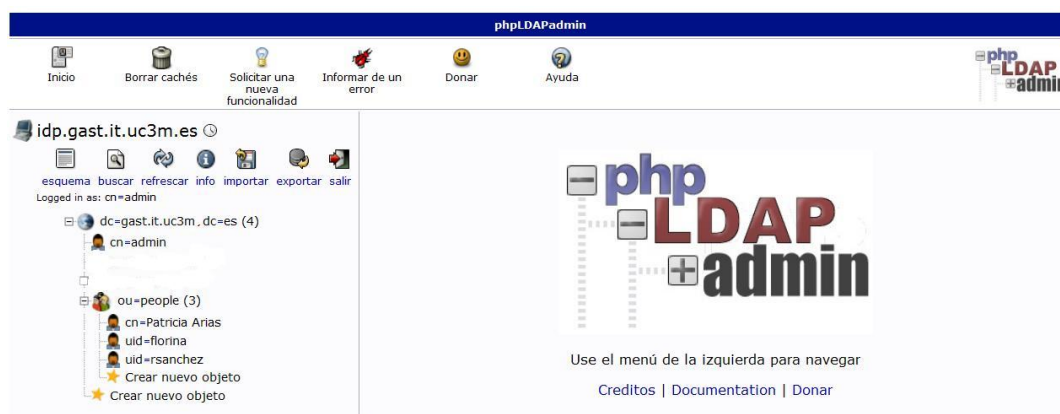 phpLDAPadmin
Inicio
Borrar cachés
Solicitar una
nueva
funcionalidad
Informar de un
error
Donar
Ayuda
php
LDAP
admin
idp.gast.it.uc3m.es
esquema buscar refrescar info importar exportar salir
Logged in as: cn=admin
dc=gast.it.uc3m,dc=es (4)
cn=admin
ou=people (3)
cn=Patricia Arias
uid=florina
uid=rsanchez
Crear nuevo objeto
Crear nuevo objeto
php
LDAP
admin
Use el menú de la izquierda para navegar
Creditos | Documentation | Donar